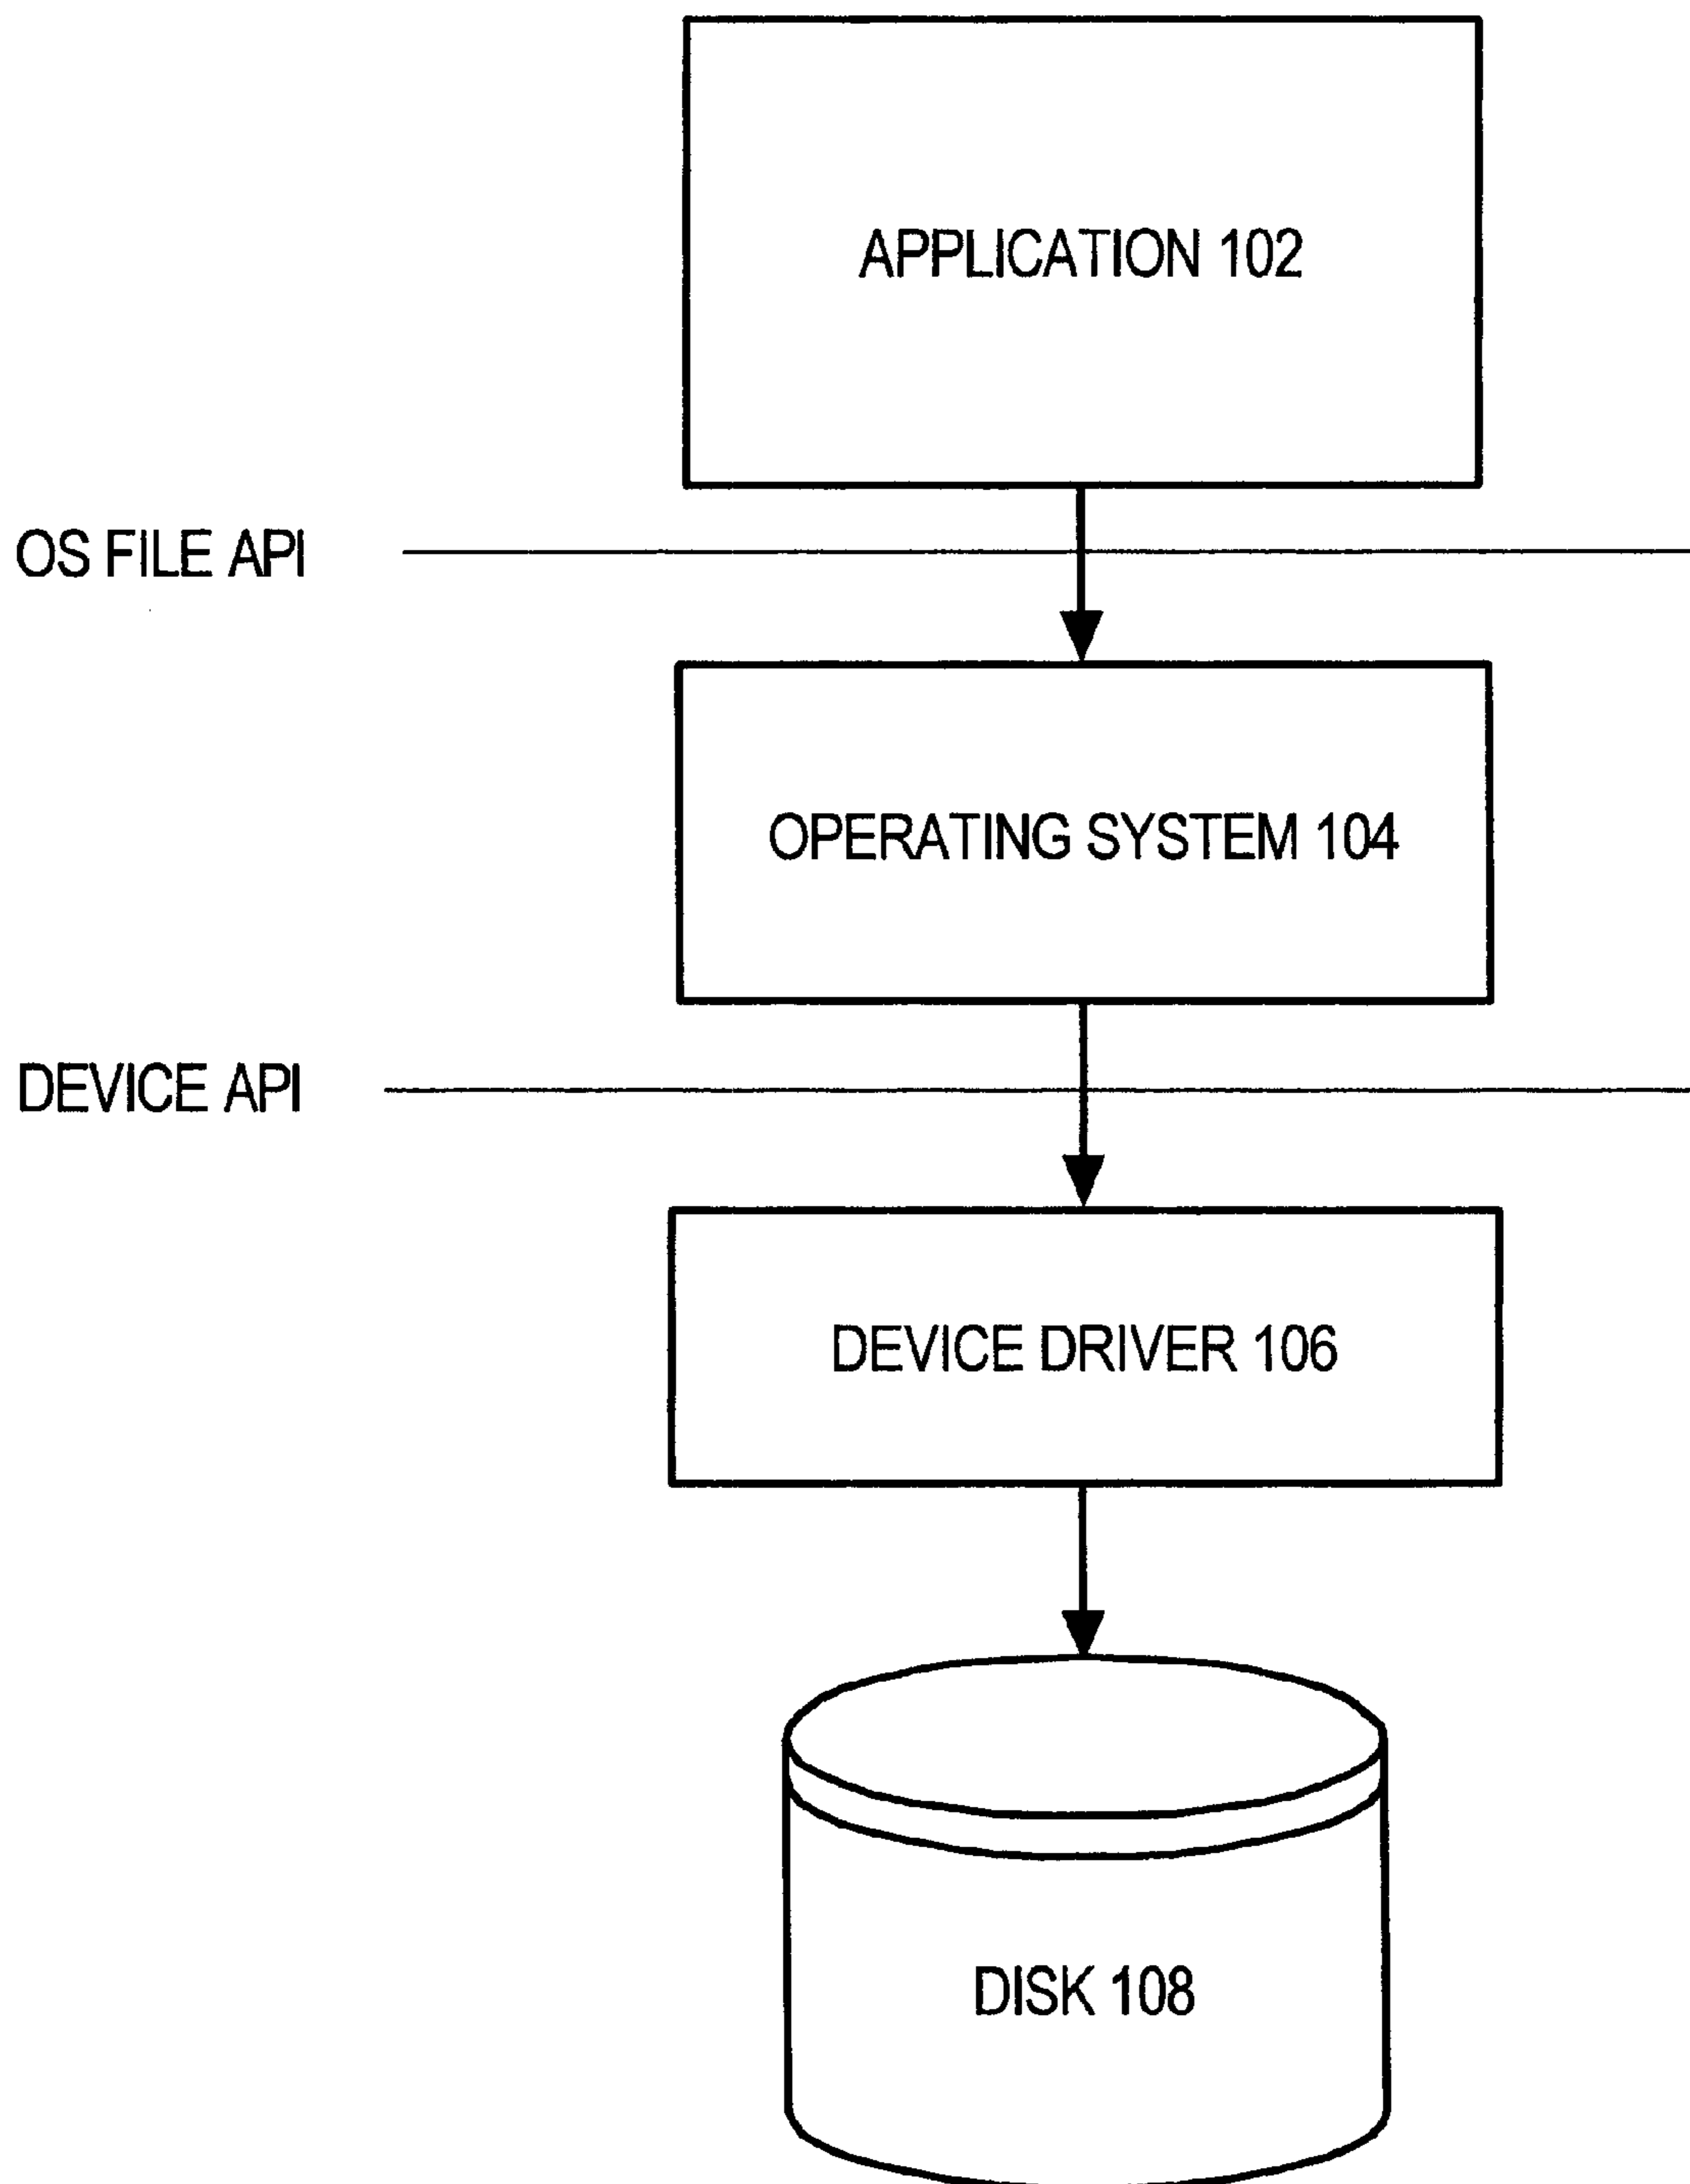 APPLICATION 102
OS FILE API
OPERATING SYSTEM 104
DEVICE API
DEVICE DRIVER 106
DISK 108